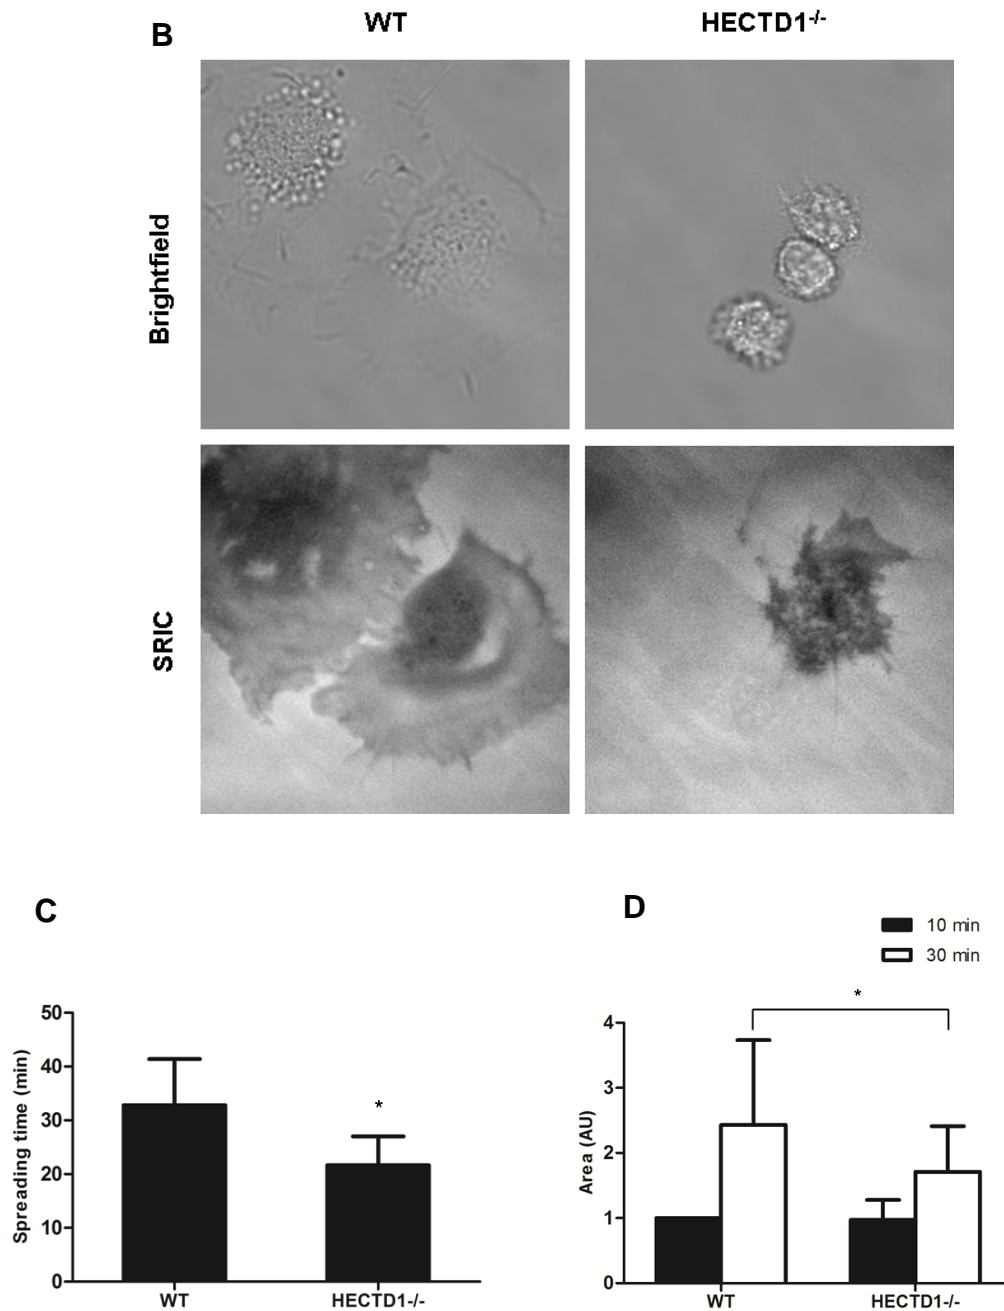 B
WT
HECTD1-/-
Brightfield
SRIC
C
Spreading time (min)
50
40
30
20
10
0
*
WT
HECTD1-/-
D
10 min
30 min
*
Area (AU)
4
3
2
1
0
WT
HECTD1-/-